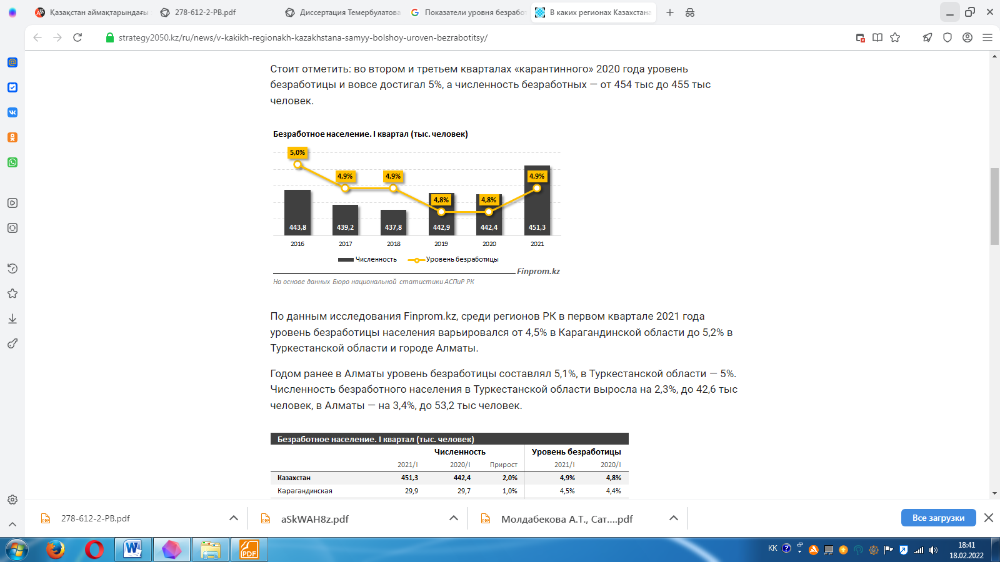 Қазақстан аймақтарындағы
278-612-2-PB.pdf
Диссертация Темербулатова
Показатели уровня безработ
В каких регионах Казахстана
strategy2050.kz/ru/news/v-kakikh-regionakh-kazakhstana-samyy-bolshoy-uroven-bezrabotitsy/
Стоит отметить: во втором и третьем кварталах «карантинного» 2020 года уровень
безработицы и вовсе достигал 5%, а численность безработных — от 454 тыс до 455 тыс
человек.
Безработное население. I квартал (тыс. человек)
5,0%
4,9%
4,9%
4,8%
4,8%
4,9%
443,8
439,2
437,8
442,9
442,4
451,3
2016
2017
2018
2019
2020
2021
Численность
Уровень безработицы
Finprom.kz
На основе данных Бюро национальной статистики АСПиР РК
По данным исследования Finprom.kz, среди регионов РК в первом квартале 2021 года
уровень безработицы населения варьировался от 4,5% в Карагандинской области до 5,2% в
Туркестанской области и городе Алматы.
Годом ранее в Алматы уровень безработицы составлял 5,1%, в Туркестанской области — 5%.
Численность безработного населения в Туркестанской области выросла на 2,3%, до 42,6 тыс
человек, в Алматы — на 3,4%, до 53,2 тыс человек.
Безработное население. I квартал (тыс. человек)
Численность Уровень безработицы
2021/I 2020/I Прирост 2021/I 2020/I
Казахстан 451,3 442,4 2,0% 4,9% 4,8%
Карагандинская 29,9 29,7 1,0% 4,5% 4,4%
278-612-2-PB.pdf
aSkWAH8z.pdf
Молдабекова А.Т., Сат....pdf
Все загрузки
KK
18:41
18.02.2022